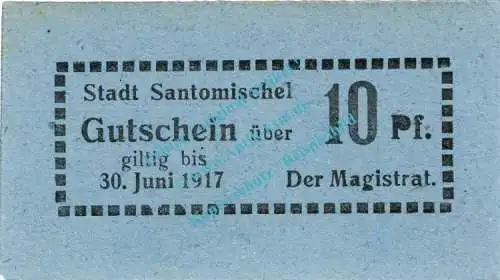 Stadt Santomischel
Gutschein über 10 Pf.
giltig bis
30. Juni 1917 Der Magistrat.